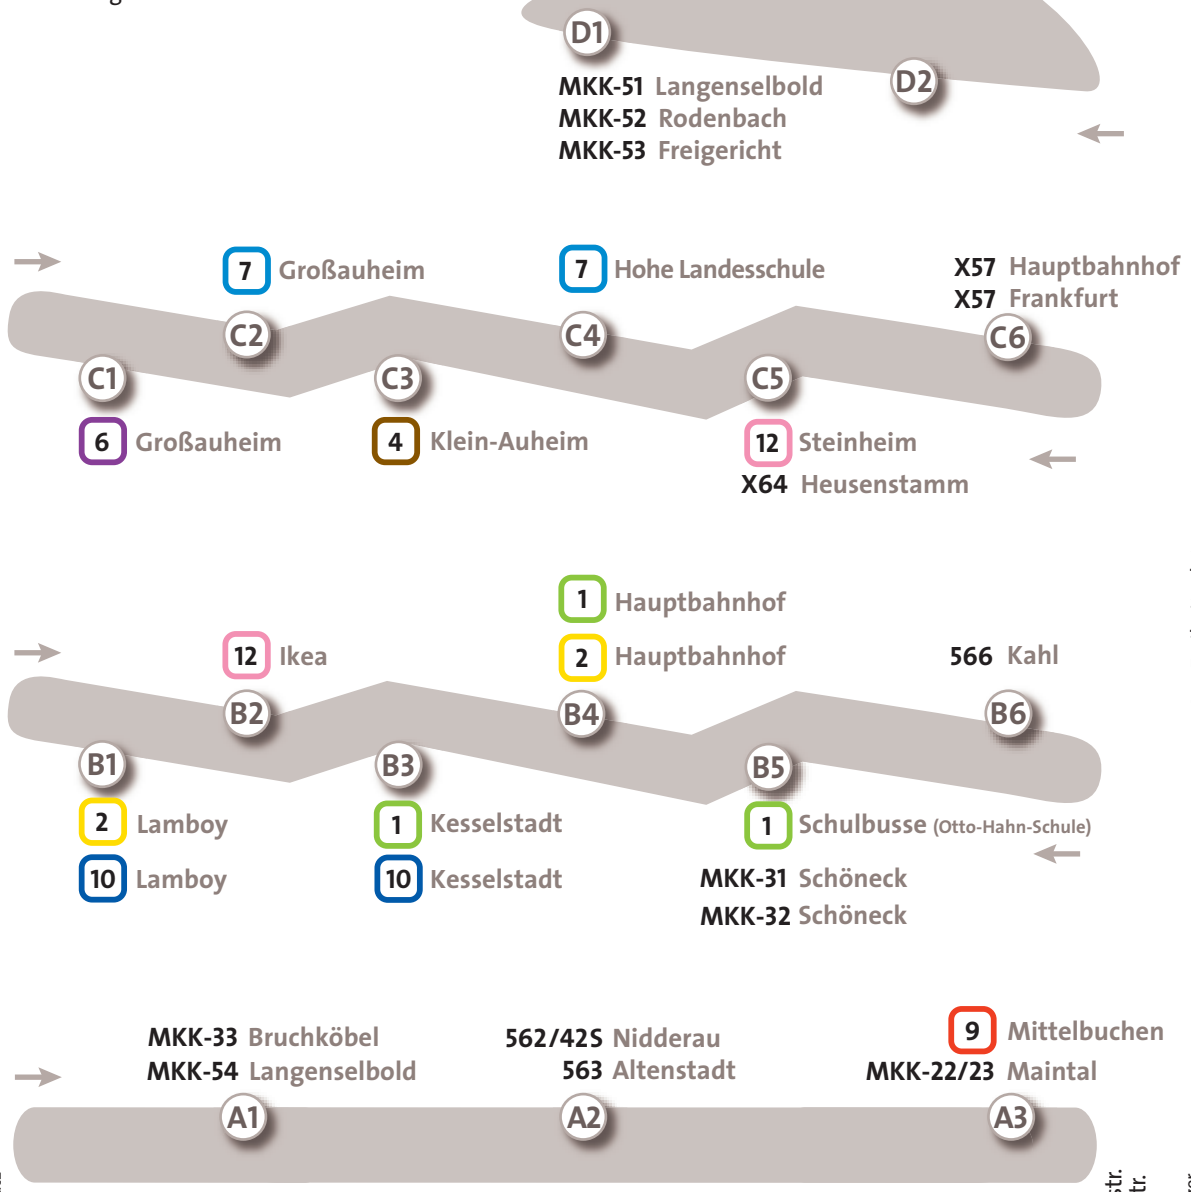 D1
D2
MKK-51 Langenselbold
MKK-52 Rodenbach
MKK-53 Freigericht
7 Großauheim
7 Hohe Landesschule
X57 Hauptbahnhof
X57 Frankfurt
C2
C4
C6
C1
C3
C5
6 Großauheim
4 Klein-Auheim
12 Steinheim
X64 Heusenstamm
1 Hauptbahnhof
12 Ikea
2 Hauptbahnhof
566 Kahl
B2
B4
B6
B1
B3
B5
2 Lamboy
1 Kesselstadt
1 Schulbusse (Otto-Hahn-Schule)
10 Lamboy
10 Kesselstadt
MKK-31 Schöneck
MKK-32 Schöneck
MKK-33 Bruchköbel
MKK-54 Langenselbold
562/42S Nidderau
563 Altenstadt
9 Mittelbuchen
MKK-22/23 Maintal
A1
A2
A3
str.
tr.